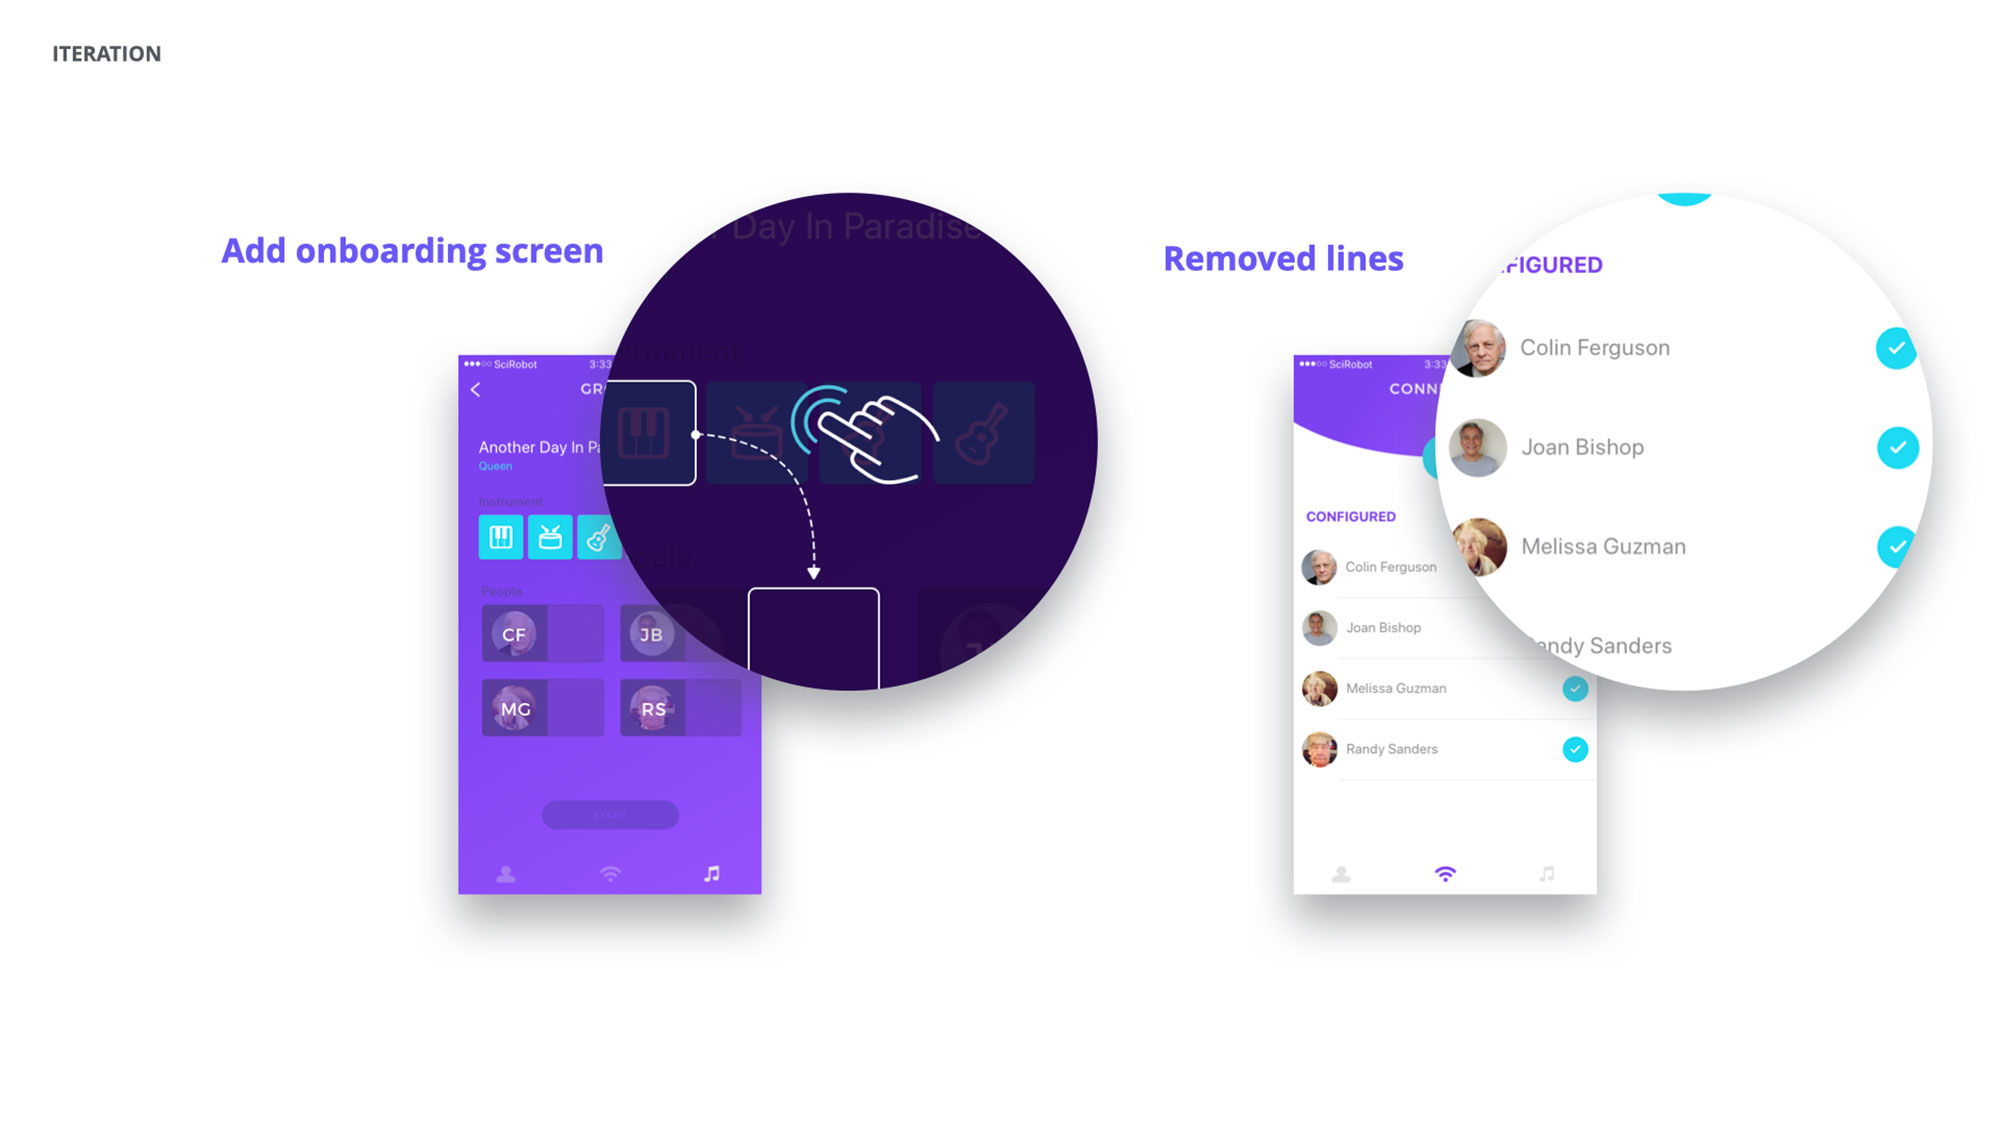 ITERATION
Add onboarding screen
Day In Paradise
strument
ople
SciRobot 3:33
GR
Another Day In Pa
Queen
Instrument
People
CF
JB
MG
RS
START
Removed lines
FIGURED
Colin Ferguson
Joan Bishop
Melissa Guzman
andy Sanders
SciRobot 3:33
CONN
CONFIGURED
Colin Ferguson
Joan Bishop
Melissa Guzman
Randy Sanders